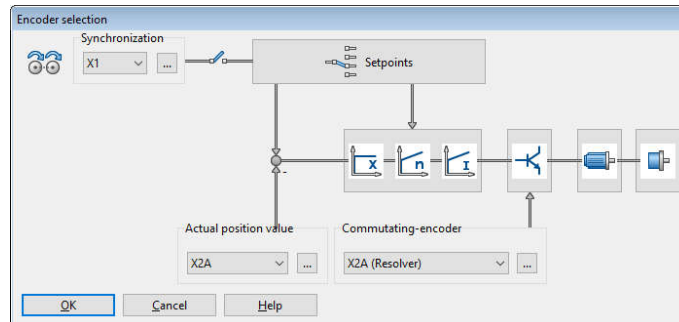 Encoder selection
Synchronization
X1
...
Setpoints
X
n
I
-
Actual position value
X2A
...
Commutating-encoder
X2A (Resolver)
...
OK
Cancel
Help